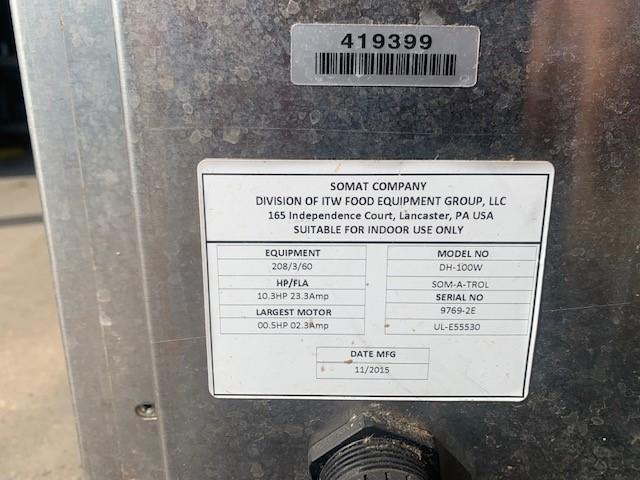 419399
SOMAT COMPANY
DIVISION OF ITW FOOD EQUIPMENT GROUP, LLC
165 Independence Court, Lancaster, PA USA
SUITABLE FOR INDOOR USE ONLY
EQUIPMENT
208/3/60
HP/FLA
10.3HP 23.3Amp
LARGEST MOTOR
00.5HP 02.3Amp
MODEL NO
DH-100W
SOM-A-TROL
SERIAL NO
9769-2E
UL-E55530
DATE MFG
11/2015